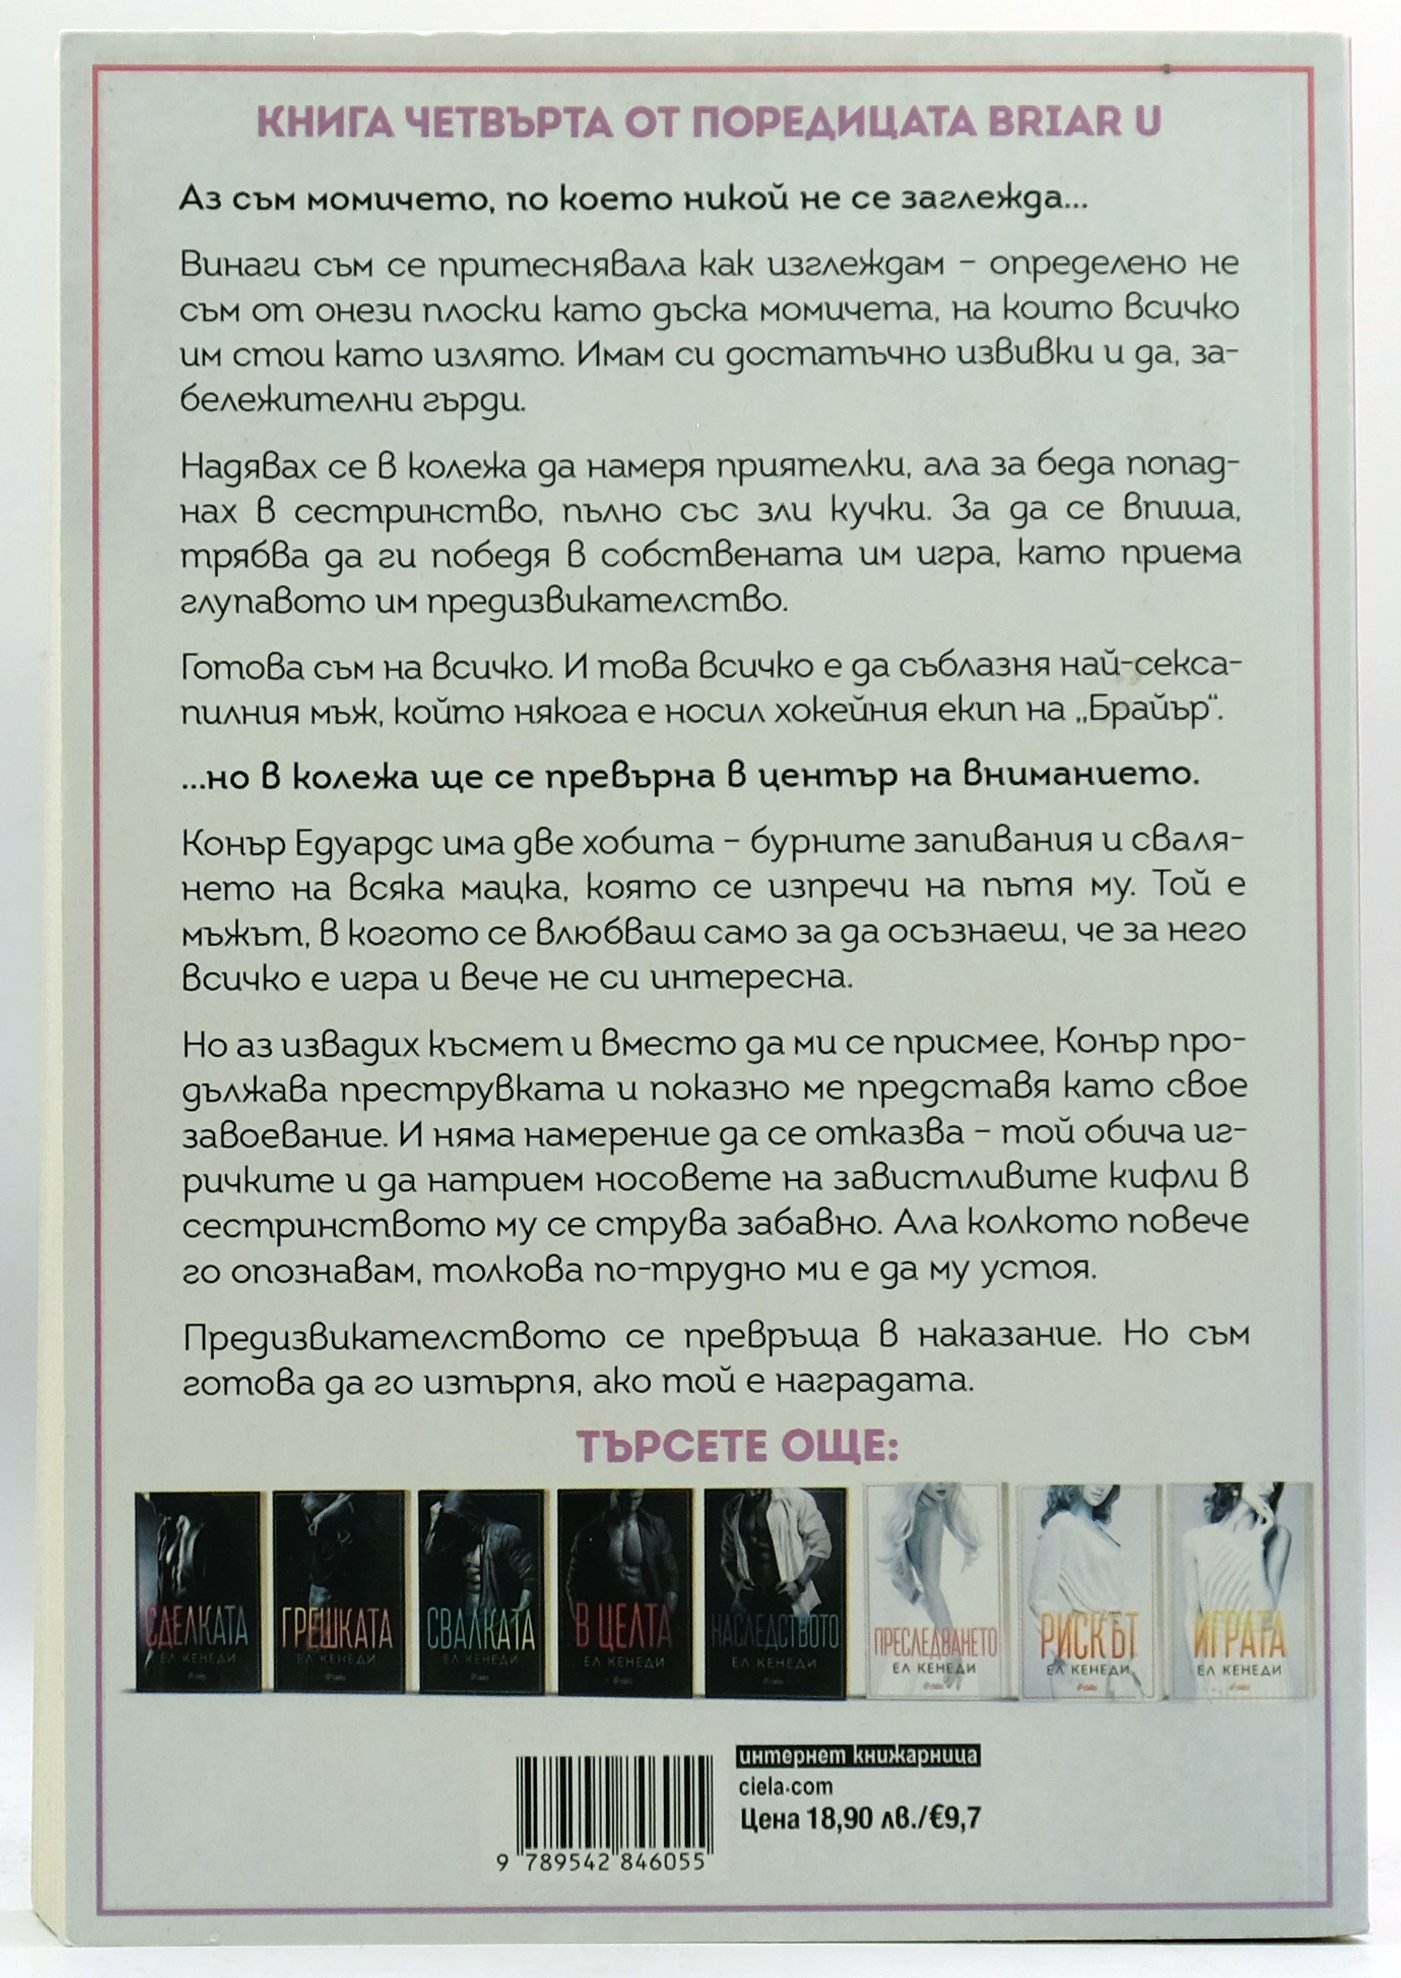 КНИГА ЧЕТВЪРТА ОТ ПОРЕДИЦАТА BRIAR U
Аз съм момичето, по което никой не се заглежда...
Винаги съм се притеснявала как изглеждам – определено не
съм от онези плоски като дъска момичета, на които всичко
им стои като излято. Имам си достатъчно извивки и да, за-
бележителни гърди.
Надявах се в колежа да намеря приятелки, ала за беда попад-
нах в сестринство, пълно със зли кучки. За да се впиша,
трябва да ги победя в собствената им игра, като приема
глупавото им предизвикателство.
Готова съм на всичко. И това всичко е да съблазня най-секса-
пилния мъж, който някога е носил хокейния екип на „Брайър“.
...но в колежа ще се превърна в център на вниманието.
Конър Едуардс има две хобита – бурните запивания и сваля-
нето на всяка мацка, която се изпречи на пътя му. Той е
мъжът, в когото се влюбваш само за да осъзнаеш, че за него
всичко е игра и вече не си интересна.
Но аз извадих късмет и вместо да ми се присмее, Конър про-
дължава преструвката и показно ме представя като свое
завоевание. И няма намерение да се отказва – той обича иг-
ричките и да натрием носовете на завистливите кифли в
сестринството му се струва забавно. Ала колкото повече
го опознавам, толкова по-трудно ми е да му устоя.
Предизвикателството се превръща в наказание. Но съм
готова да го изтърпя, ако той е наградата.
ТЪРСЕТЕ ОЩЕ:
СДЕЛКАТА
ЕЛ КЕНЕДИ
ГРЕШКАТА
ЕЛ КЕНЕДИ
СВАЛКАТА
ЕЛ КЕНЕДИ
В ЦЕЛТА
ЕЛ КЕНЕДИ
НАСЛЕДСТВОТО
ЕЛ КЕНЕДИ
ПРЕСЛЕДВАНЕТО
ЕЛ КЕНЕДИ
РИСКЪТ
ЕЛ КЕНЕДИ
ИГРАТА
ЕЛ КЕНЕДИ
интернет книжарница
ciela.com
Цена 18,90 лв./€9,7
9 789542 846055